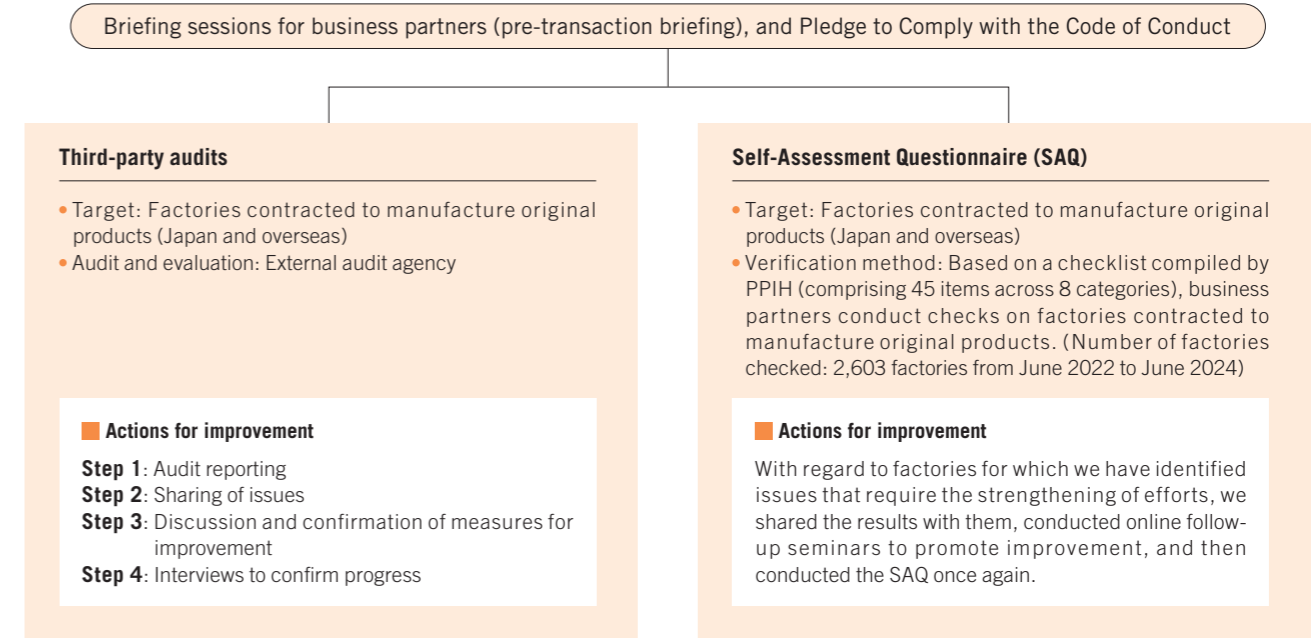 Briefing sessions for business partners (pre-transaction briefing), and Pledge to Comply with the Code of Conduct
Third-party audits
• Target: Factories contracted to manufacture original
products (Japan and overseas)
• Audit and evaluation: External audit agency
■ Actions for improvement
Step 1: Audit reporting
Step 2: Sharing of issues
Step 3: Discussion and confirmation of measures for
improvement
Step 4: Interviews to confirm progress
Self-Assessment Questionnaire (SAQ)
• Target: Factories contracted to manufacture original
products (Japan and overseas)
• Verification method: Based on a checklist compiled by
PPIH (comprising 45 items across 8 categories), business
partners conduct checks on factories contracted to
manufacture original products. (Number of factories
checked: 2,603 factories from June 2022 to June 2024)
■ Actions for improvement
With regard to factories for which we have identified
issues that require the strengthening of efforts, we
shared the results with them, conducted online follow-
up seminars to promote improvement, and then
conducted the SAQ once again.